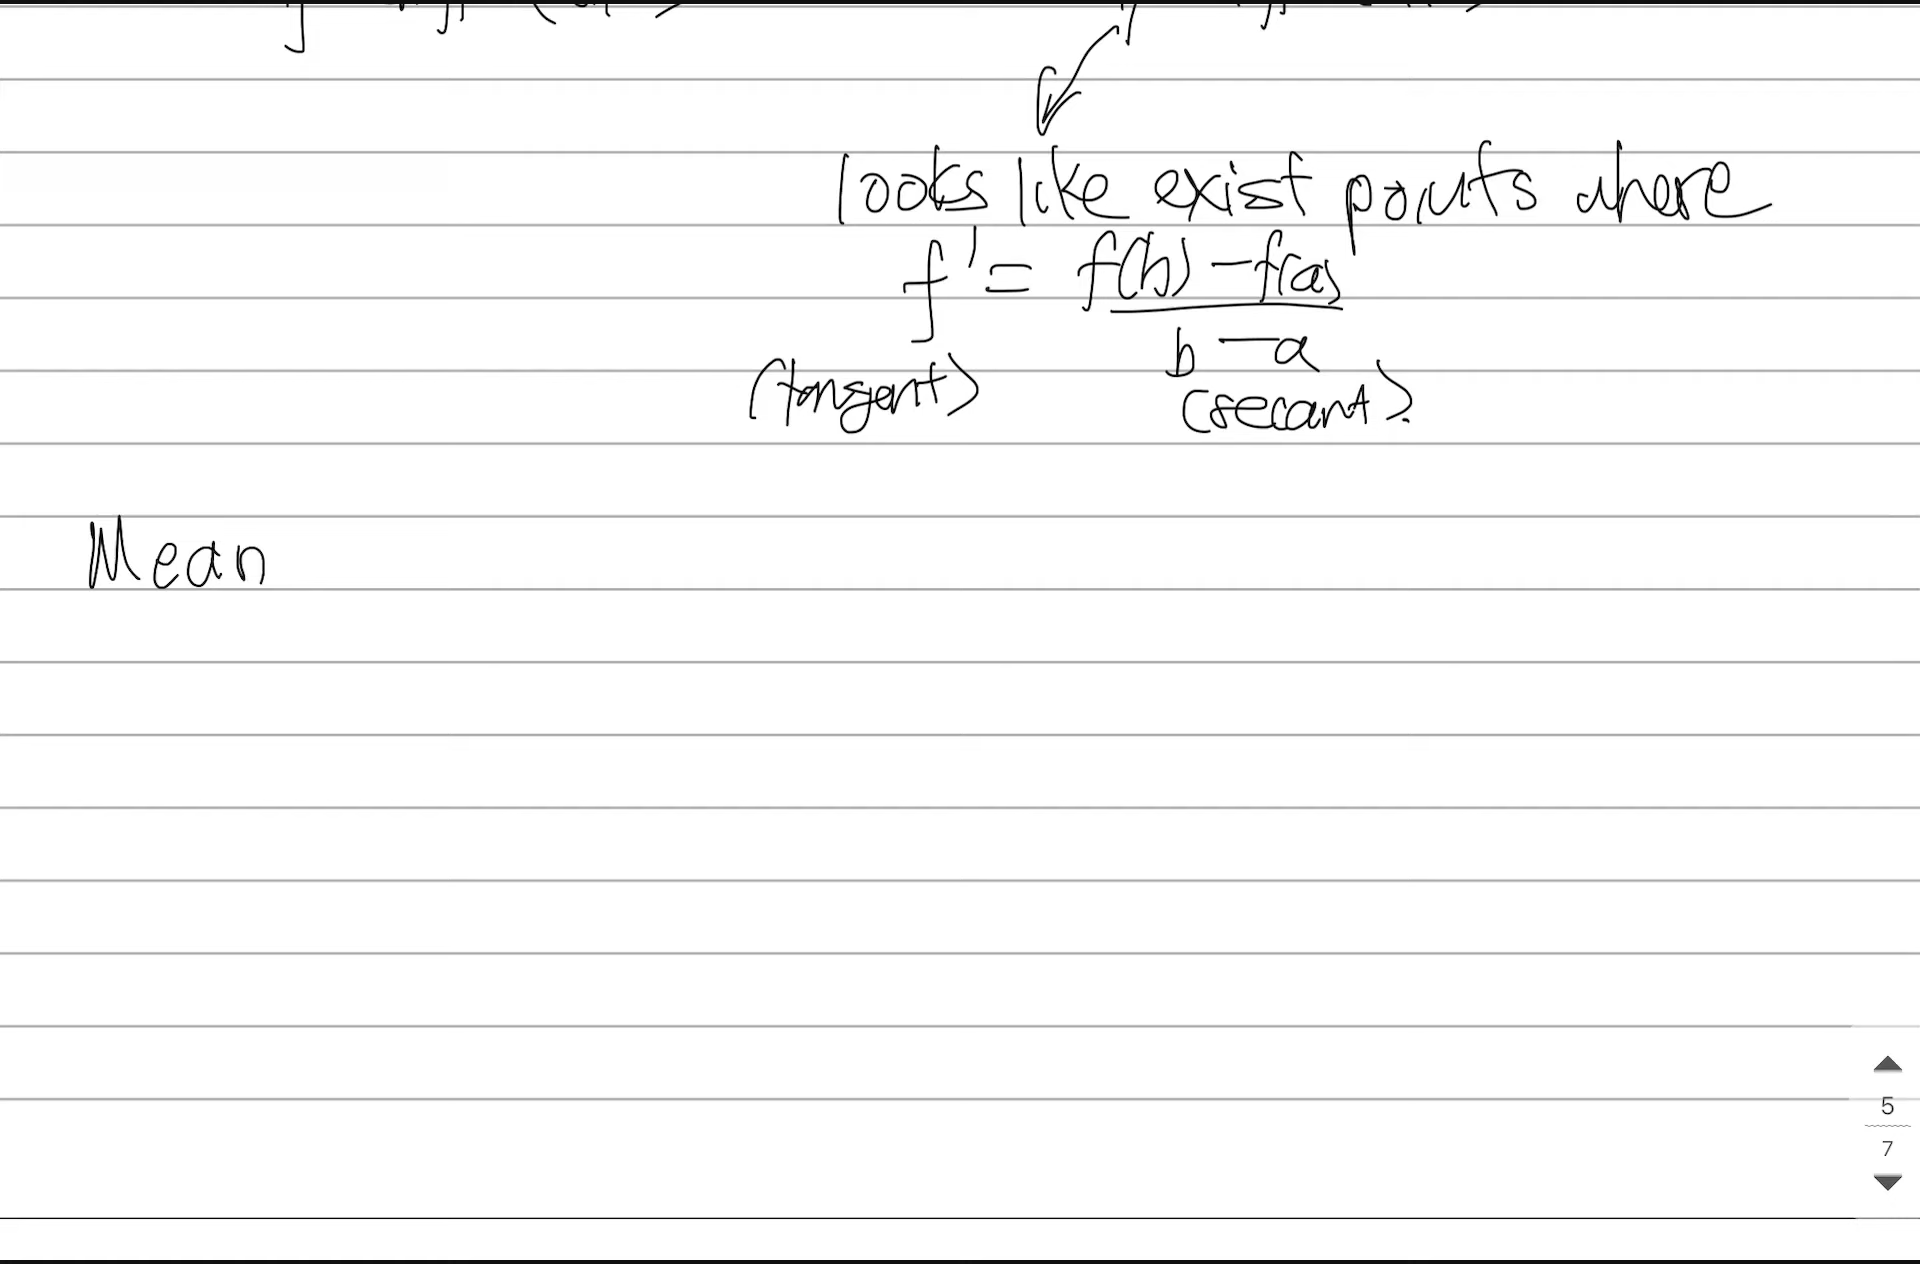 looks like exist points where
f' = f(b) - f(a)
b - a
(tangent) (secant).
Mean
5
7